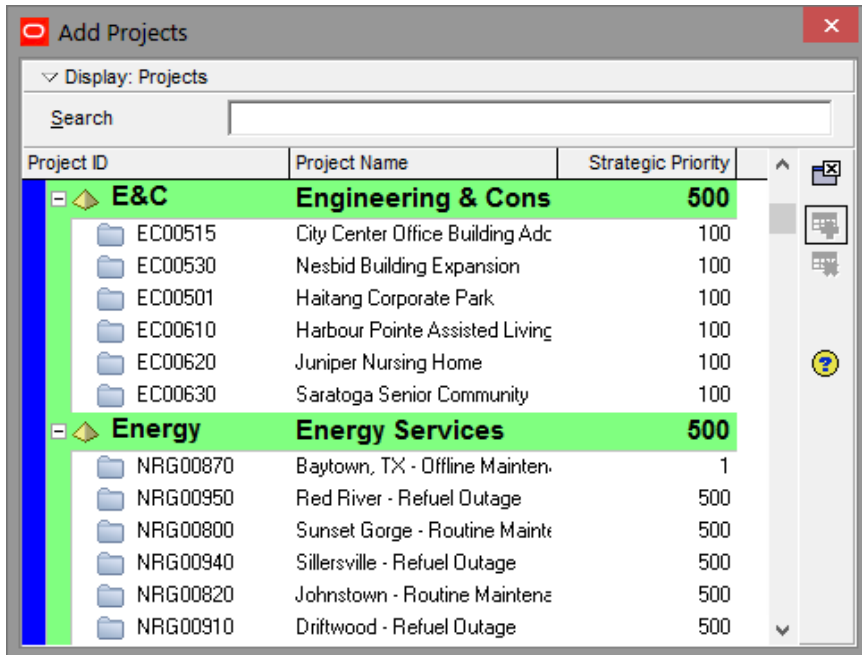 Add Projects
Display: Projects
Search
Project ID Project Name Strategic Priority
E&C Engineering & Cons 500
EC00515 City Center Office Building Adc 100
EC00530 Nesbid Building Expansion 100
EC00501 Haitang Corporate Park 100
EC00610 Harbour Pointe Assisted Living 100
EC00620 Juniper Nursing Home 100
EC00630 Saratoga Senior Community 100
Energy Energy Services 500
NRG00870 Baytown, TX - Offline Mainten 1
NRG00950 Red River - Refuel Outage 500
NRG00800 Sunset Gorge - Routine Mainte 500
NRG00940 Sillersville - Refuel Outage 500
NRG00820 Johnstown - Routine Maintena 500
NRG00910 Driftwood - Refuel Outage 500